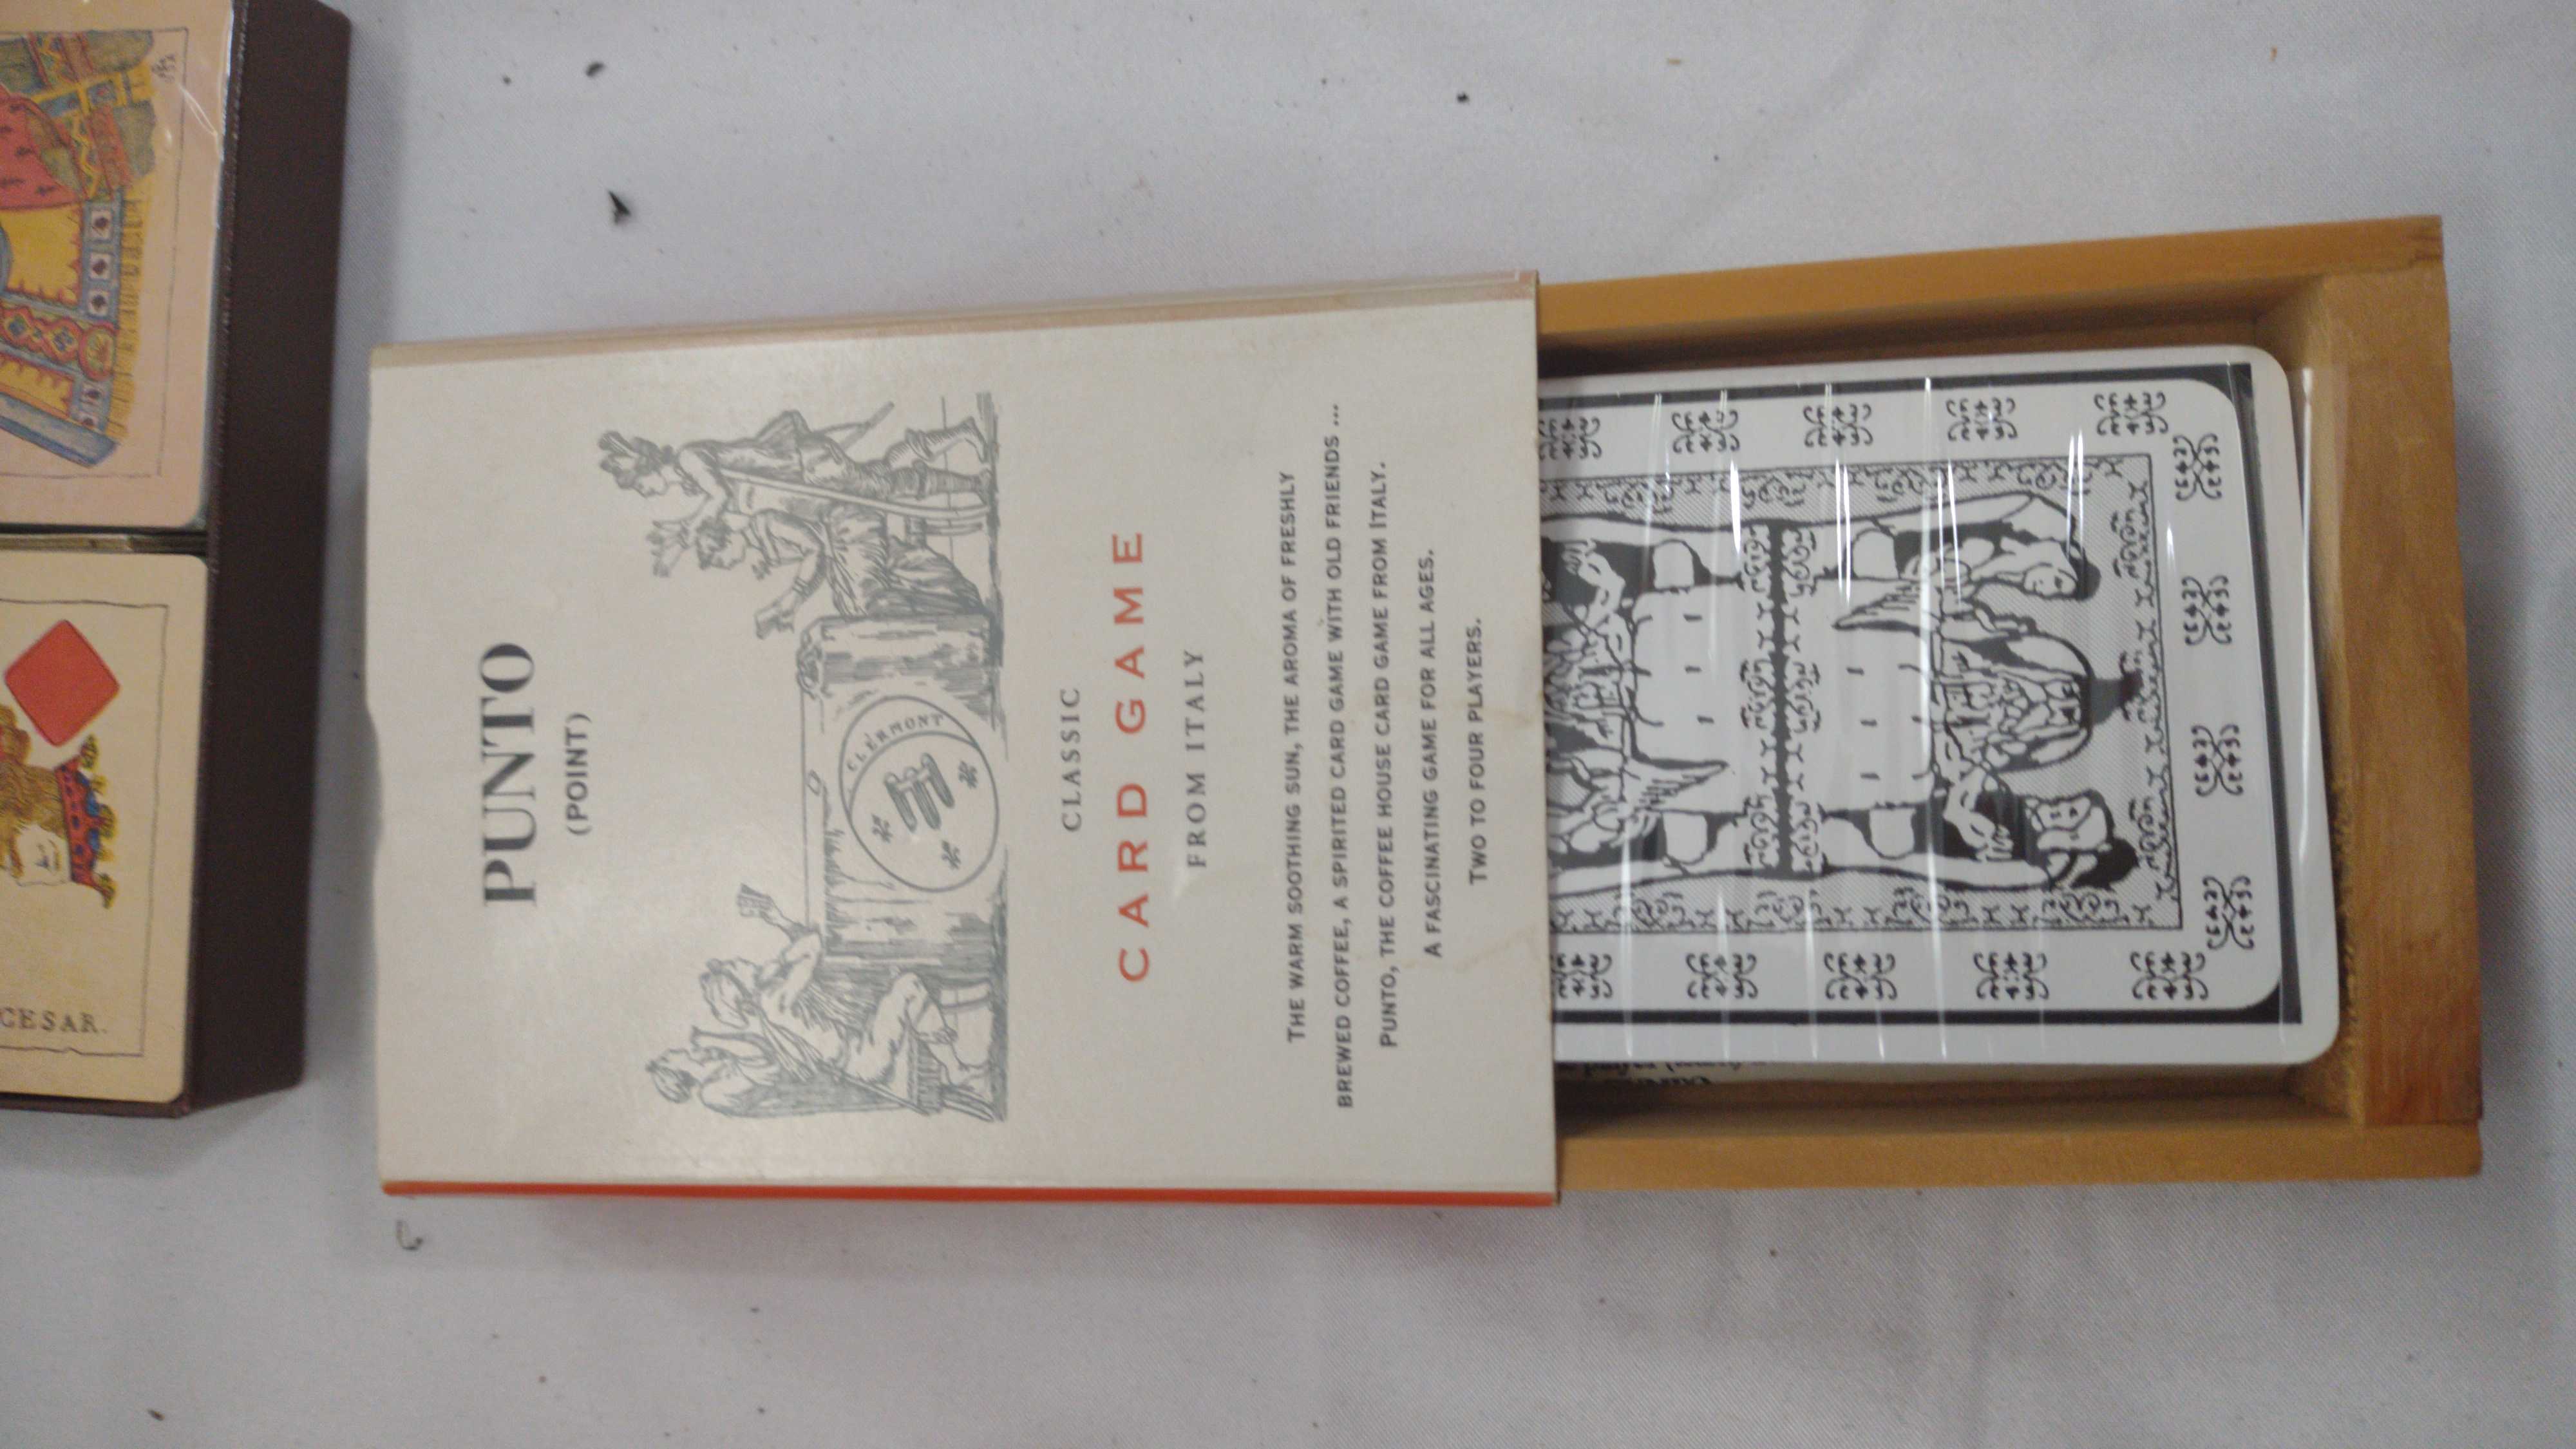 PUNTO
(POINT)
CLERMONT
CLASSIC
CARD GAME
FROM ITALY
THE WARM SOOTHING SUN, THE AROMA OF FRESHLY
BREWED COFFEE, A SPIRITED CARD GAME WITH OLD FRIENDS ...
PUNTO, THE COFFEE HOUSE CARD GAME FROM ITALY.
A FASCINATING GAME FOR ALL AGES.
TWO TO FOUR PLAYERS.
CESAR.